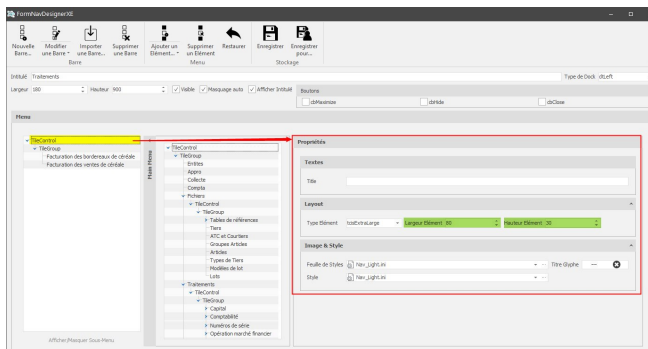 FormNavDesignerXE
Nouvelle Barre...
Modifier une Barre
Importer une Barre...
Supprimer une Barre
Ajouter un Elément...
Supprimer un Elément
Restaurer
Enregistrer
Enregistrer pour...
Barre
Menu
Stockage
Intitulé Traitements
Type de Dock dtLeft
Largeur 180
Hauteur 900
Visible
Masquage auto
Afficher Intitulé
Boutons
cbMaximize
cbHide
cbClose
Menu
TileControl
TileGroup
Facturation des bordereaux de céréale
Facturation des ventes de céréale
Afficher/Masquer Sous Menu
Main Menu
TileControl
TileGroup
Entites
Appro
Collecte
Compta
Fichiers
TileControl
TileGroup
Tables de références
Tiers
ATC et Courtiers
Groupes Articles
Articles
Types de Tiers
Modèles de lot
Lots
Traitements
TileControl
TileGroup
Capital
Comptabilité
Numéros de série
Opération marché financier
Propriétés
Textes
Title
Layout
Type Elément tcisExtraLarge
Largeur Elément 80
Hauteur Elément 30
Image & Style
Feuille de Styles Nav_Light.ini
Titre Glyphe
Style Nav_Light.ini